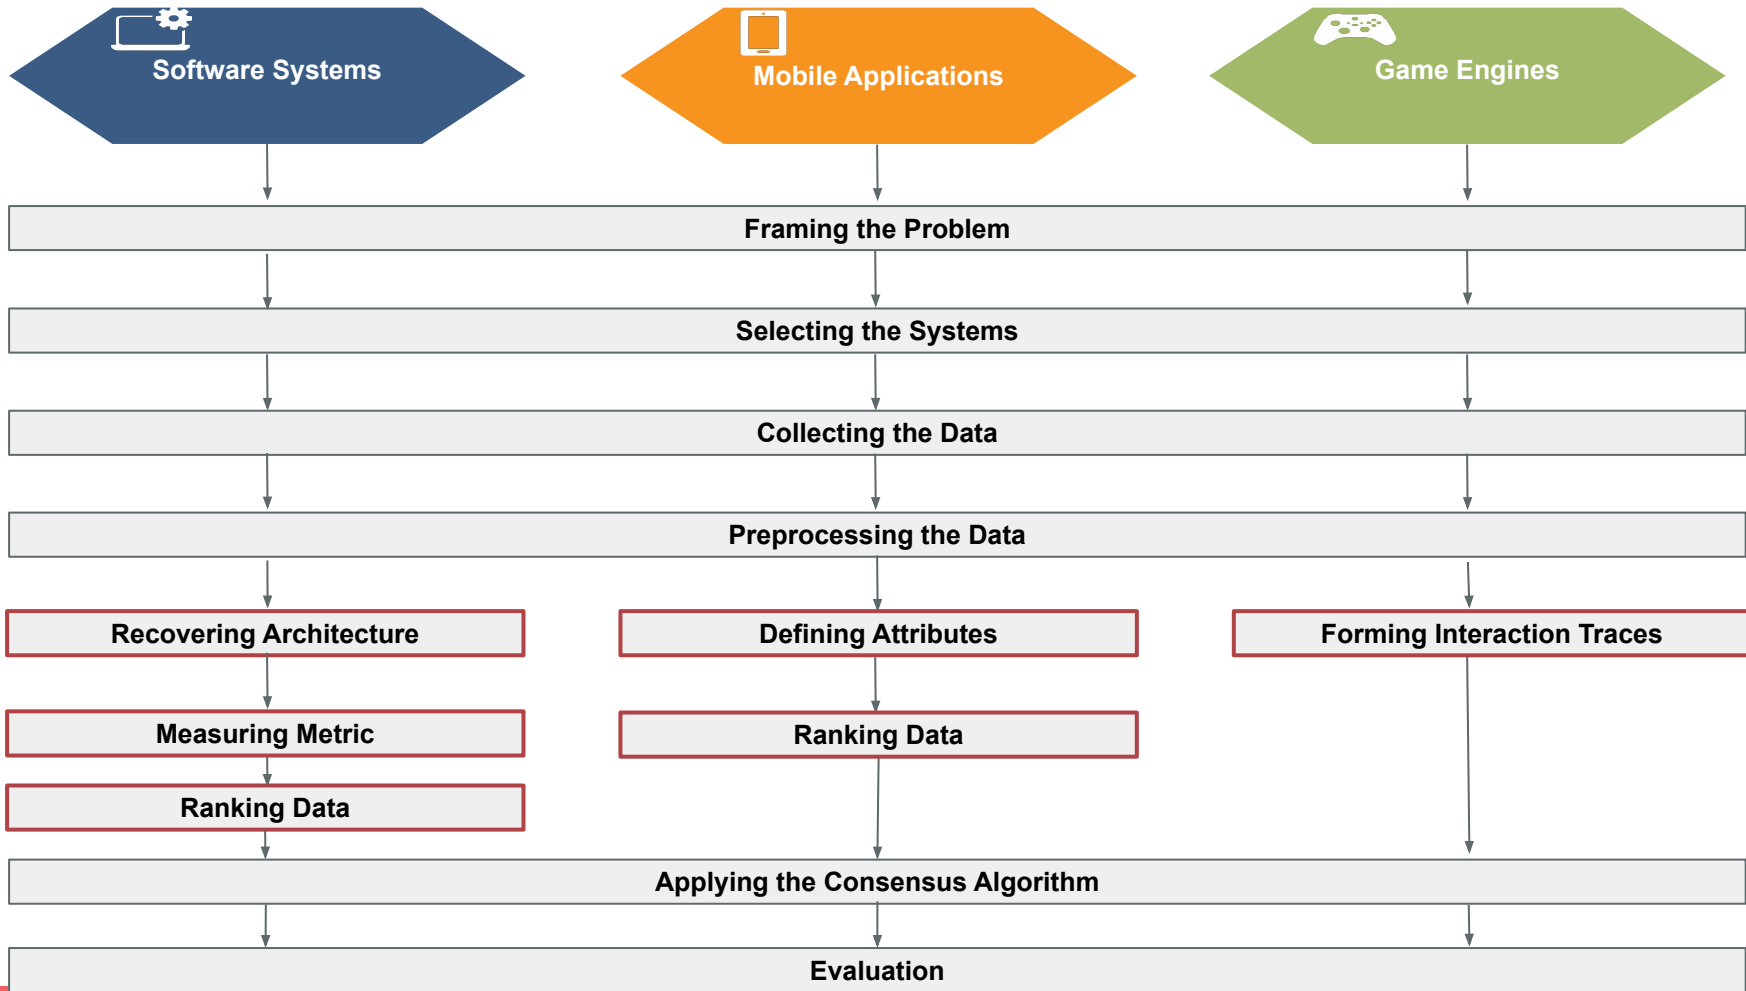 Software Systems
Mobile Applications
Game Engines
Framing the Problem
Selecting the Systems
Collecting the Data
Preprocessing the Data
Recovering Architecture
Defining Attributes
Forming Interaction Traces
Measuring Metric
Ranking Data
Ranking Data
Applying the Consensus Algorithm
Evaluation